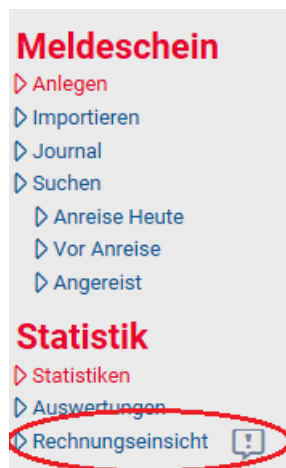 Meldeschein
Anlegen
Importieren
Journal
Suchen
Anreise Heute
Vor Anreise
Angereist
Statistik
Statistiken
Auswertungen
Rechnungseinsicht